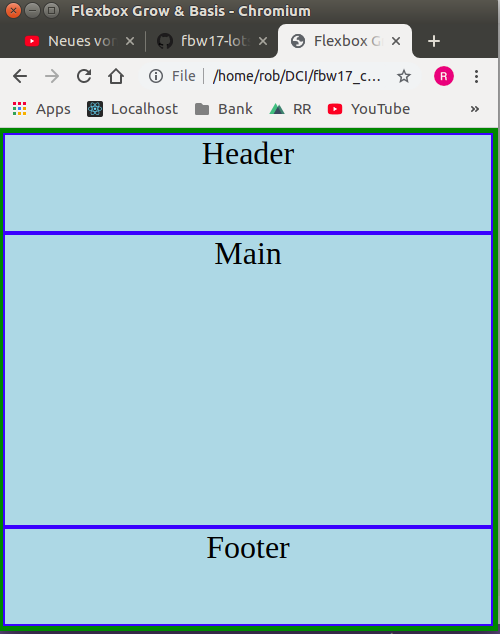 Flexbox Grow & Basis - Chromium
Neues vor
fbw17-lot
Flexbox G
File
/home/rob/DCI/fbw17_c...
R
Apps
Localhost
Bank
RR
YouTube
»
Header
Main
Footer